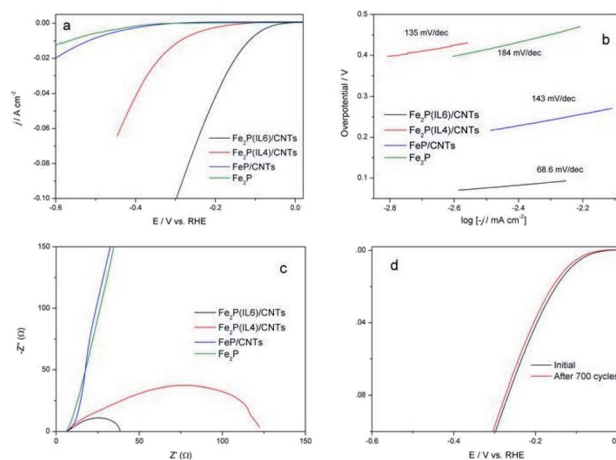 a
0.00
-0.02
-0.04
-0.06
-0.08
-0.10
j / A cm⁻²
Fe₂P(IL6)/CNTs
Fe₂P(IL4)/CNTs
FeP/CNTs
Fe₂P
-0.6 -0.4 -0.2 0.0
E / V vs. RHE
b
0.5
0.4
0.3
0.2
0.1
Overpotential / V
135 mV/dec
184 mV/dec
143 mV/dec
68.6 mV/dec
Fe₂P(IL6)/CNTs
Fe₂P(IL4)/CNTs
FeP/CNTs
Fe₂P
-2.8 -2.6 -2.4 -2.2
log [-j / mA cm⁻²]
c
150
100
50
0
-Z" (Ω)
Fe₂P(IL6)/CNTs
Fe₂P(IL4)/CNTs
FeP/CNTs
Fe₂P
0 25 50 75 100 125 150
Z' (Ω)
d
.00
.04
.08
Initial
After 700 cycles
-0.6 -0.4 -0.2
E / V vs. RHE